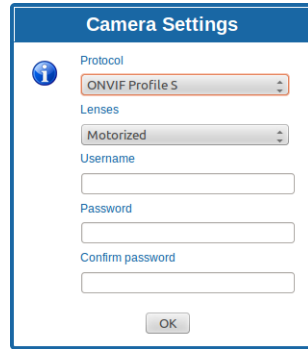 Camera Settings
Protocol
ONVIF Profile S
Lenses
Motorized
Username
Password
Confirm password
OK